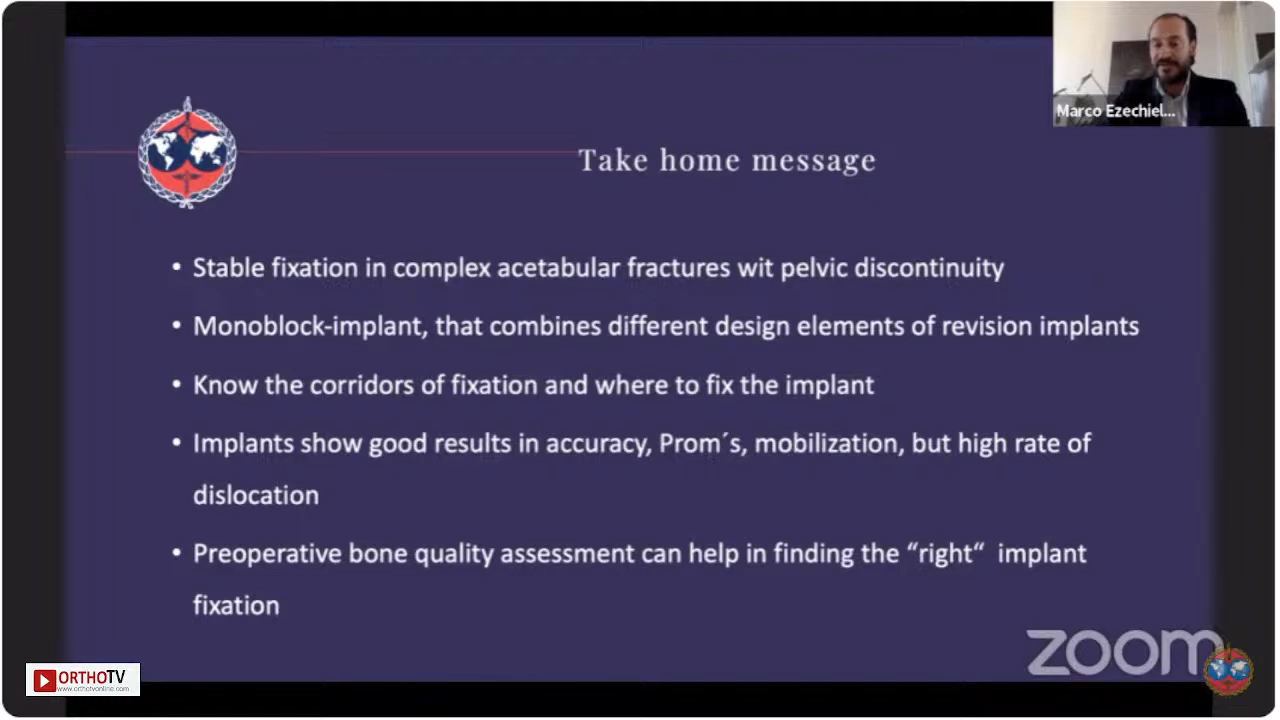 Marco Ezechiel...
Take home message
• Stable fixation in complex acetabular fractures wit pelvic discontinuity
• Monoblock-implant, that combines different design elements of revision implants
• Know the corridors of fixation and where to fix the implant
• Implants show good results in accuracy, Prom´s, mobilization, but high rate of
dislocation
• Preoperative bone quality assessment can help in finding the “right“ implant
fixation
zoom
ORTHOTV
www.orthotvonline.com